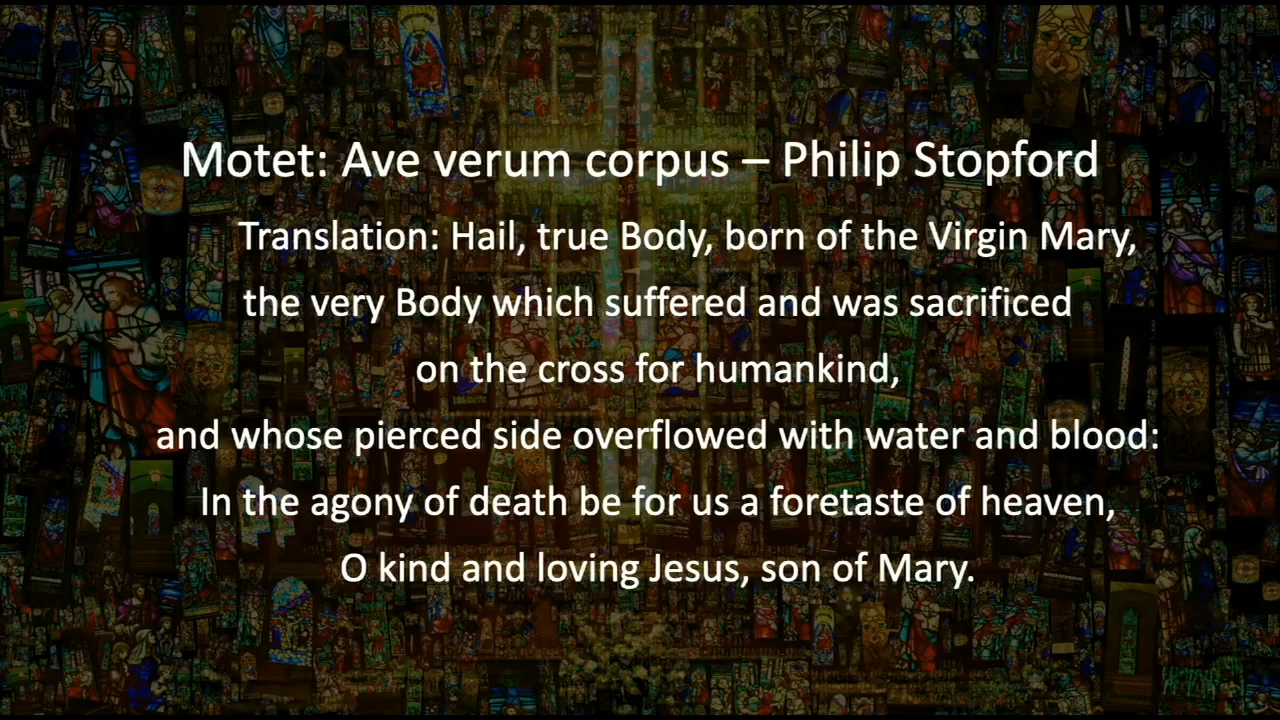 Motet: Ave verum corpus – Philip Stopford
Translation: Hail, true Body, born of the Virgin Mary,
the very Body which suffered and was sacrificed
on the cross for humankind,
and whose pierced side overflowed with water and blood:
In the agony of death be for us a foretaste of heaven,
O kind and loving Jesus, son of Mary.